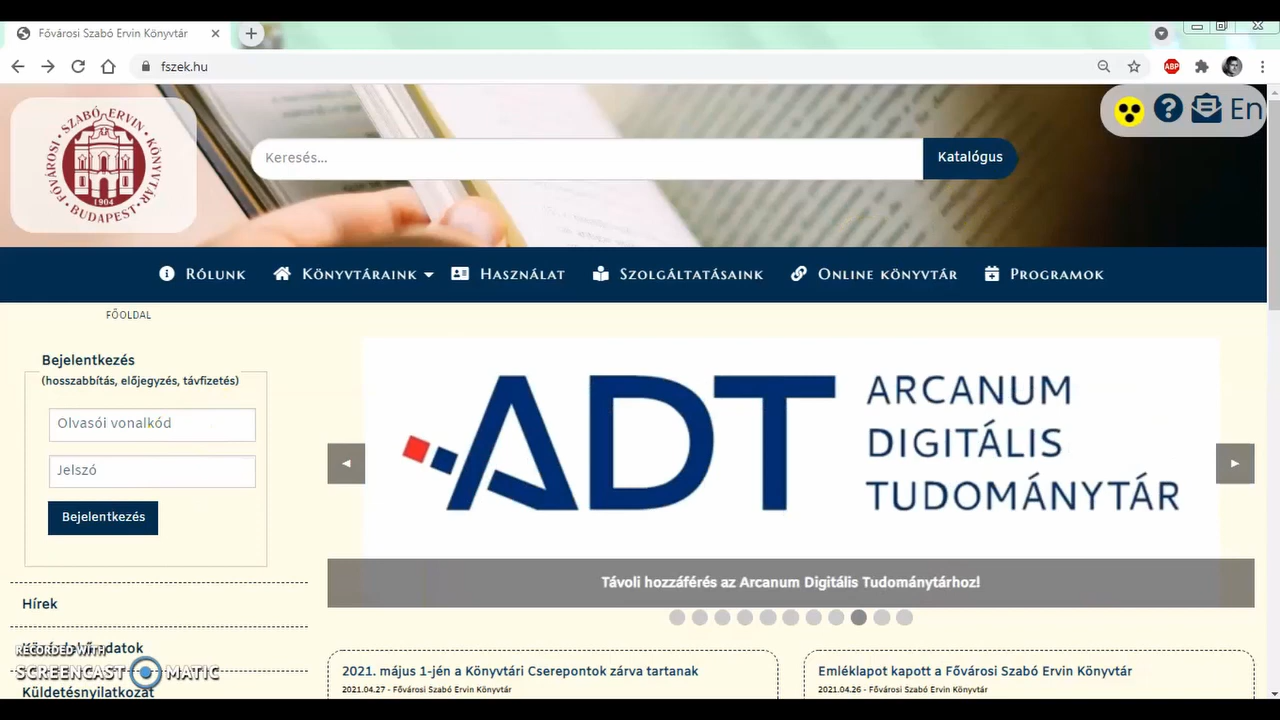 Fővárosi Szabó Ervin Könyvtár
fszek.hu
ABP
FŐVÁROSI · SZABÓ ERVIN · KÖNYVTÁR
1904
BUDAPEST
Keresés...
Katalógus
En
Rólunk
Könyvtáraink
Használat
Szolgáltatásaink
Online könyvtár
Programok
FŐOLDAL
Bejelentkezés
(hosszabbítás, előjegyzés, távfizetés)
Olvasói vonalkód
Jelszó
Bejelentkezés
Hírek
Küldetésnyilatkozat
ADT
ARCANUM
DIGITÁLIS
TUDOMÁNYTÁR
Távoli hozzáférés az Arcanum Digitális Tudománytárhoz!
2021. május 1-jén a Könyvtári Cserepontok zárva tartanak
2021.04.27 - Fővárosi Szabó Ervin Könyvtár
Emléklapot kapott a Fővárosi Szabó Ervin Könyvtár
2021.04.26 - Fővárosi Szabó Ervin Könyvtár
RECORDED WITH
SCREENCAST MATIC